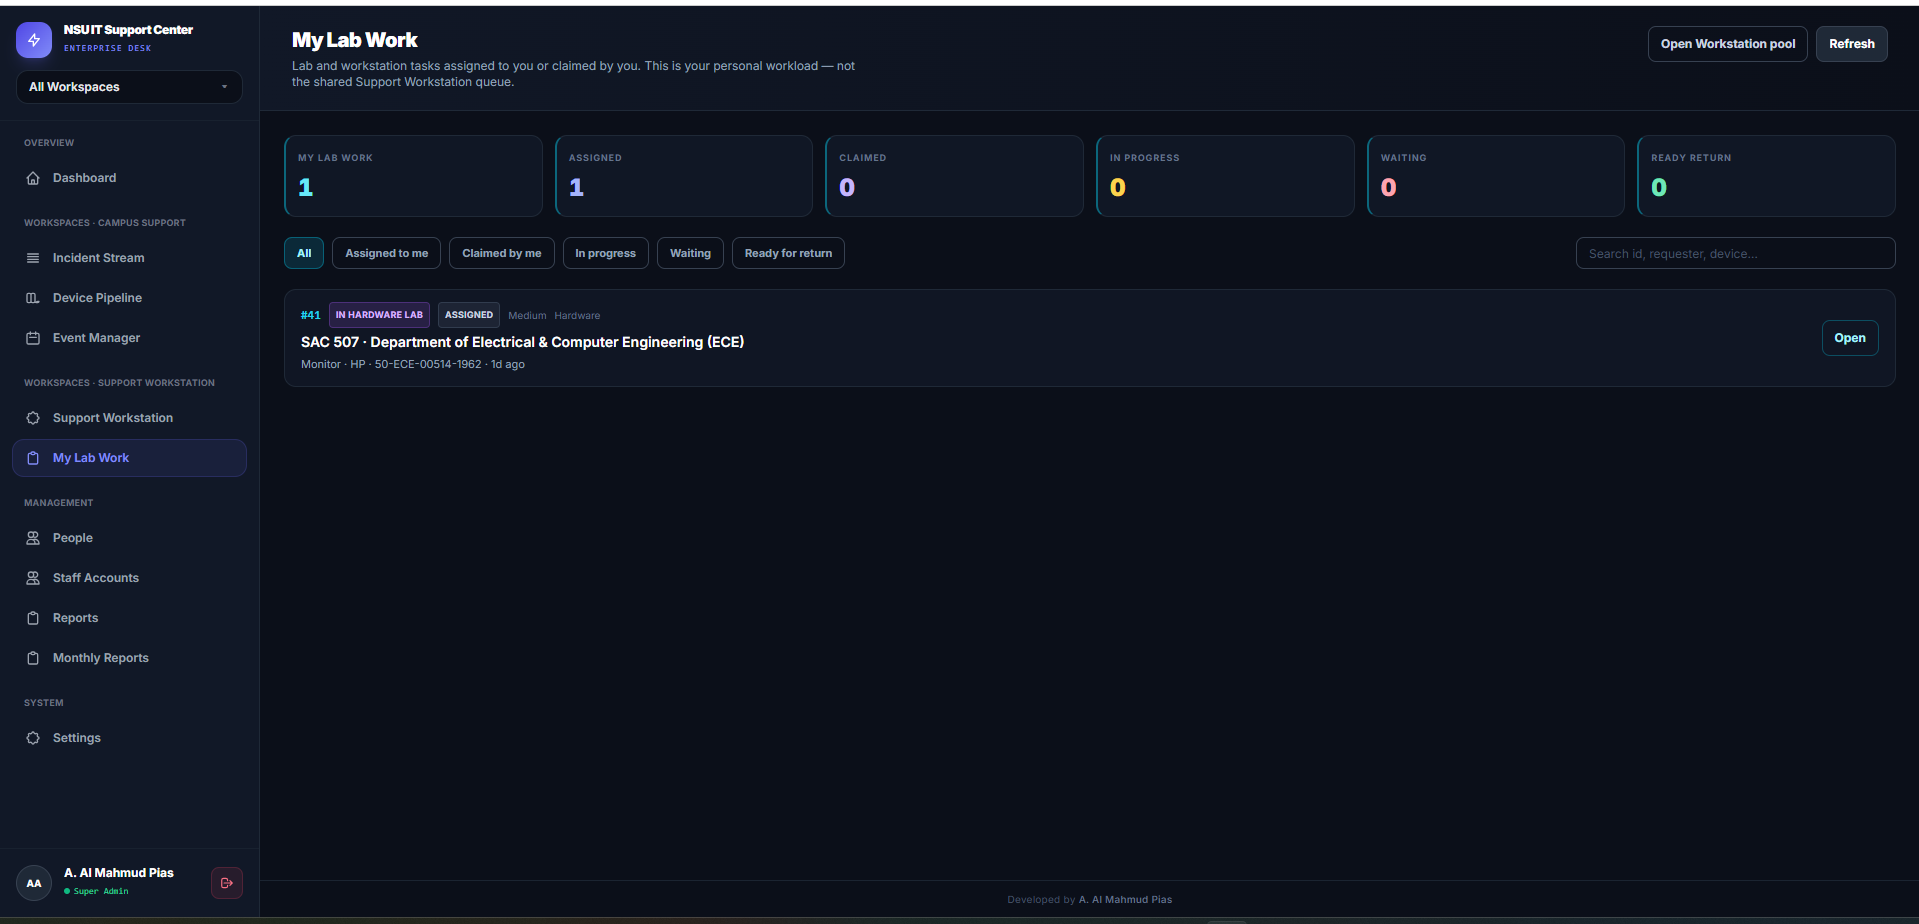 NSU IT Support Center
ENTERPRISE DESK
All Workspaces
OVERVIEW
Dashboard
WORKSPACES · CAMPUS SUPPORT
Incident Stream
Device Pipeline
Event Manager
WORKSPACES · SUPPORT WORKSTATION
Support Workstation
My Lab Work
MANAGEMENT
People
Staff Accounts
Reports
Monthly Reports
SYSTEM
Settings
AA
A. Al Mahmud Pias
Super Admin
My Lab Work
Lab and workstation tasks assigned to you or claimed by you. This is your personal workload — not
the shared Support Workstation queue.
Open Workstation pool
Refresh
MY LAB WORK
1
ASSIGNED
1
CLAIMED
0
IN PROGRESS
0
WAITING
0
READY RETURN
0
All
Assigned to me
Claimed by me
In progress
Waiting
Ready for return
Search id, requester, device...
#41 IN HARDWARE LAB ASSIGNED Medium Hardware
SAC 507 · Department of Electrical & Computer Engineering (ECE)
Monitor · HP · 50-ECE-00514-1962 · 1d ago
Open
Developed by A. Al Mahmud Pias